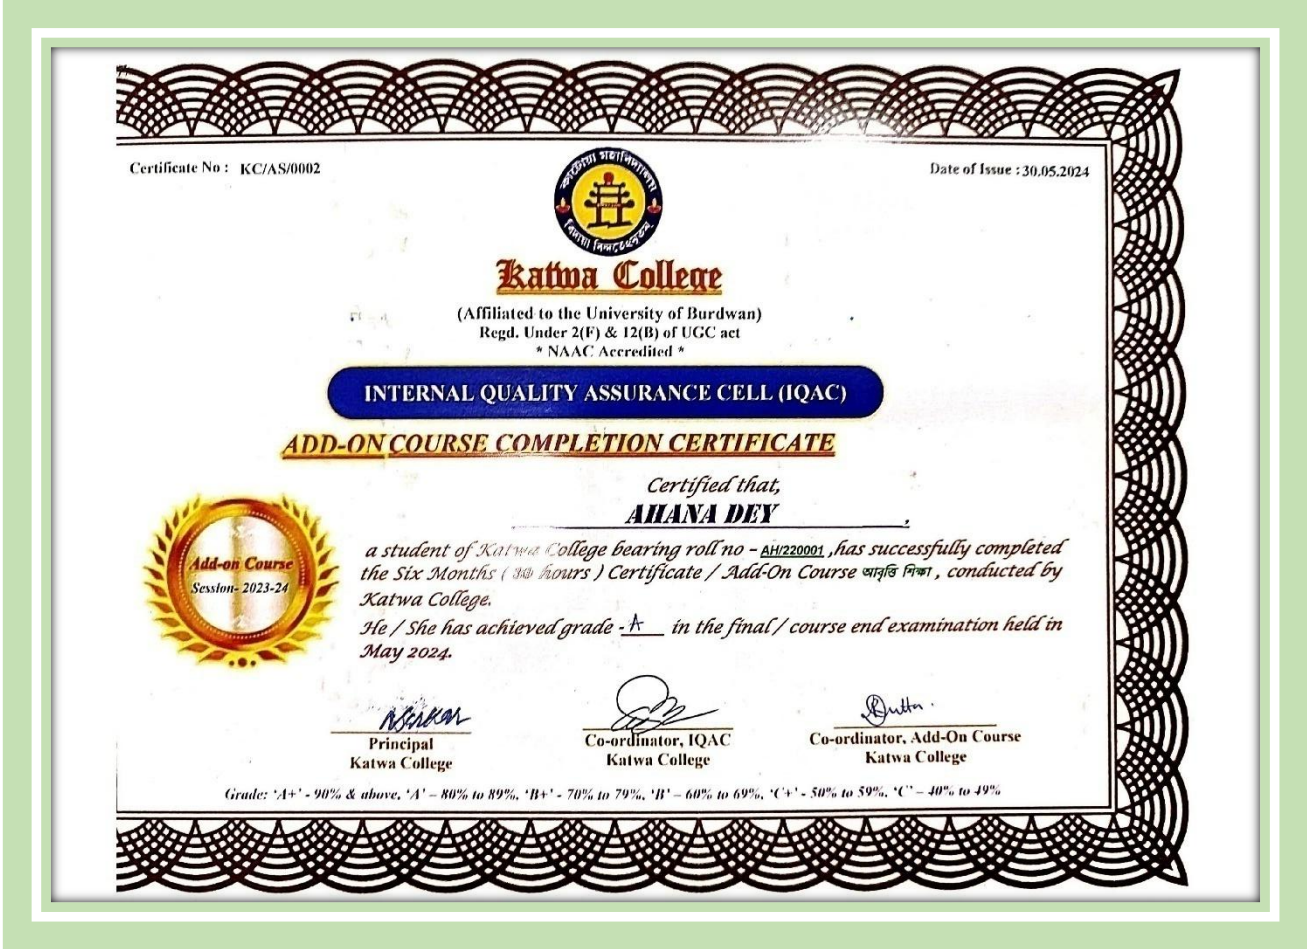 Certificate No : KC/AS/0002
Date of Issue : 30.05.2024
কাটোয়া মহাবিদ্যালয়
Katwa College
(Affiliated to the University of Burdwan)
Regd. Under 2(F) & 12(B) of UGC act
* NAAC Accredited *
INTERNAL QUALITY ASSURANCE CELL (IQAC)
ADD-ON COURSE COMPLETION CERTIFICATE
Certified that,
AHANA DEY ,
Add-on Course
Session- 2023-24
a student of Katwa College bearing roll no - AH/220001 ,has successfully completed
the Six Months ( 30 hours ) Certificate / Add-On Course আবৃত্তি শিক্ষা , conducted by
Katwa College.
He / She has achieved grade - A in the final / course end examination held in
May 2024.
Principal
Katwa College
Co-ordinator, IQAC
Katwa College
Dutta
Co-ordinator, Add-On Course
Katwa College
Grade: 'A+' - 90% & above, 'A' – 80% to 89%, 'B+' - 70% to 79%, 'B' – 60% to 69%, 'C+' - 50% to 59%, 'C' – 40% to 49%